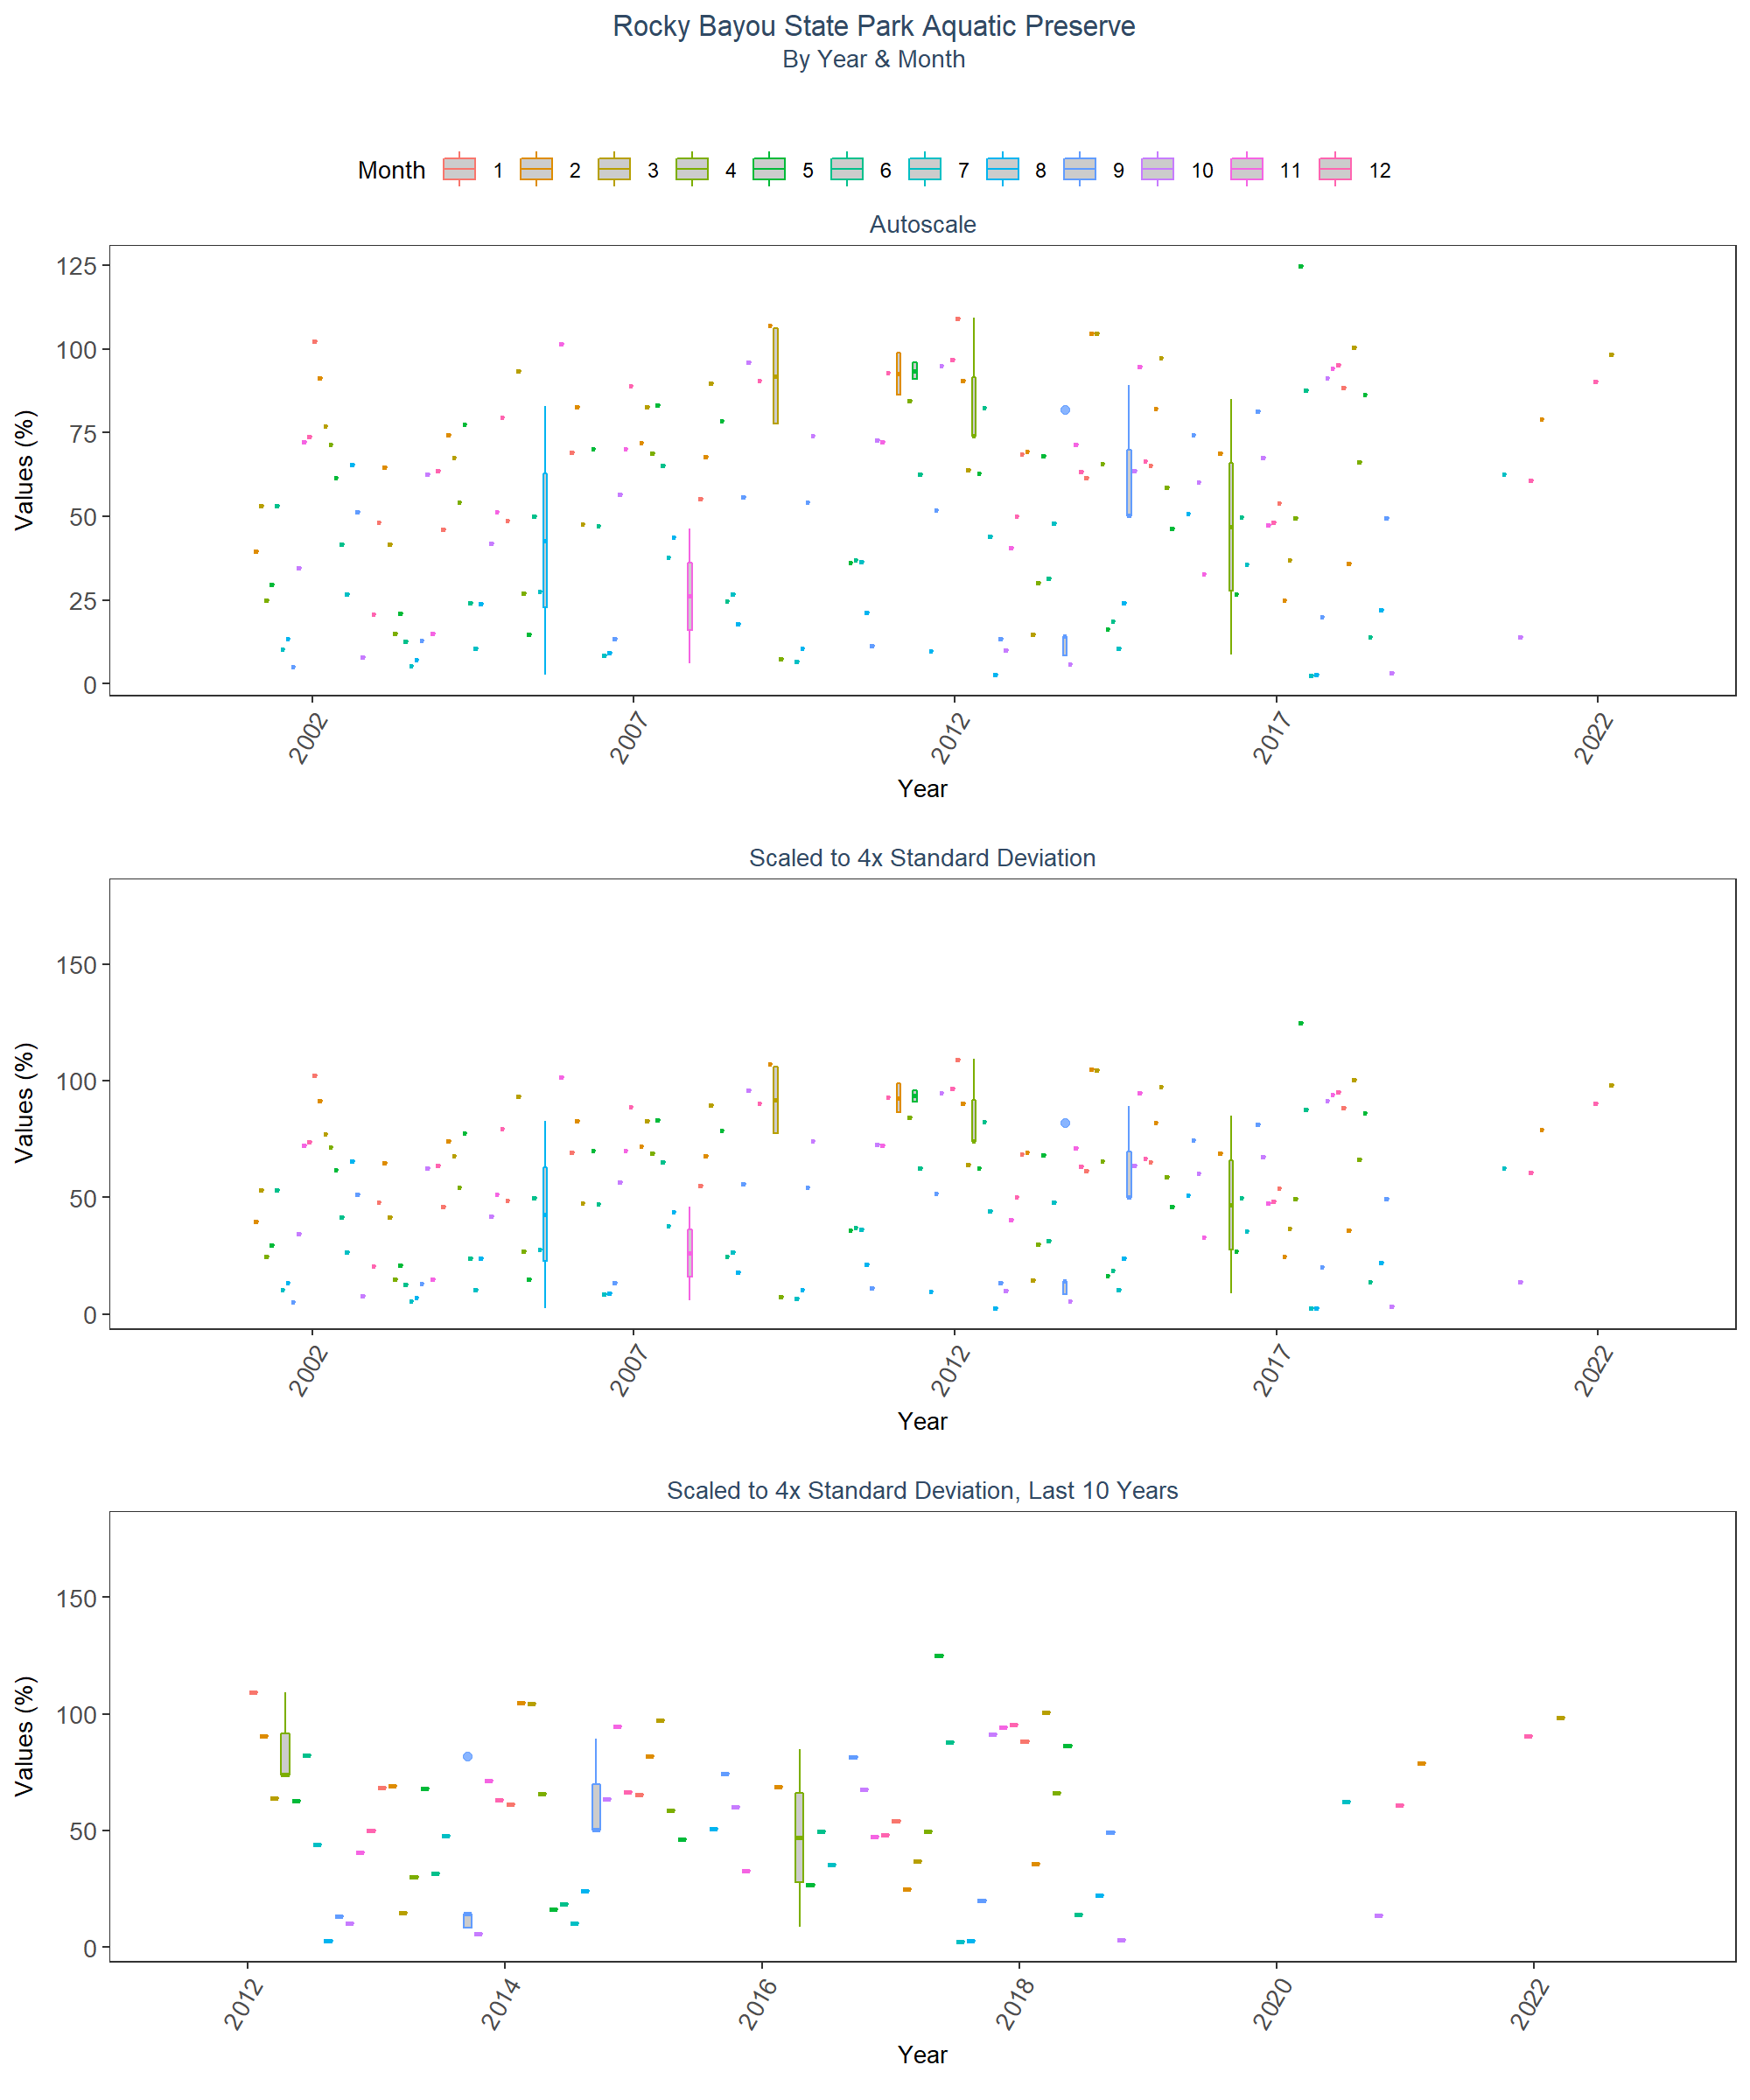 Rocky Bayou State Park Aquatic Preserve
By Year & Month
Month 1 2 3 4 5 6 7 8 9 10 11 12
Autoscale
125
100
75
50
25
0
Values (%)
2002 2007 2012 2017 2022
Year
Scaled to 4x Standard Deviation
150
100
50
0
Values (%)
2002 2007 2012 2017 2022
Year
Scaled to 4x Standard Deviation, Last 10 Years
150
100
50
0
Values (%)
2012 2014 2016 2018 2020 2022
Year